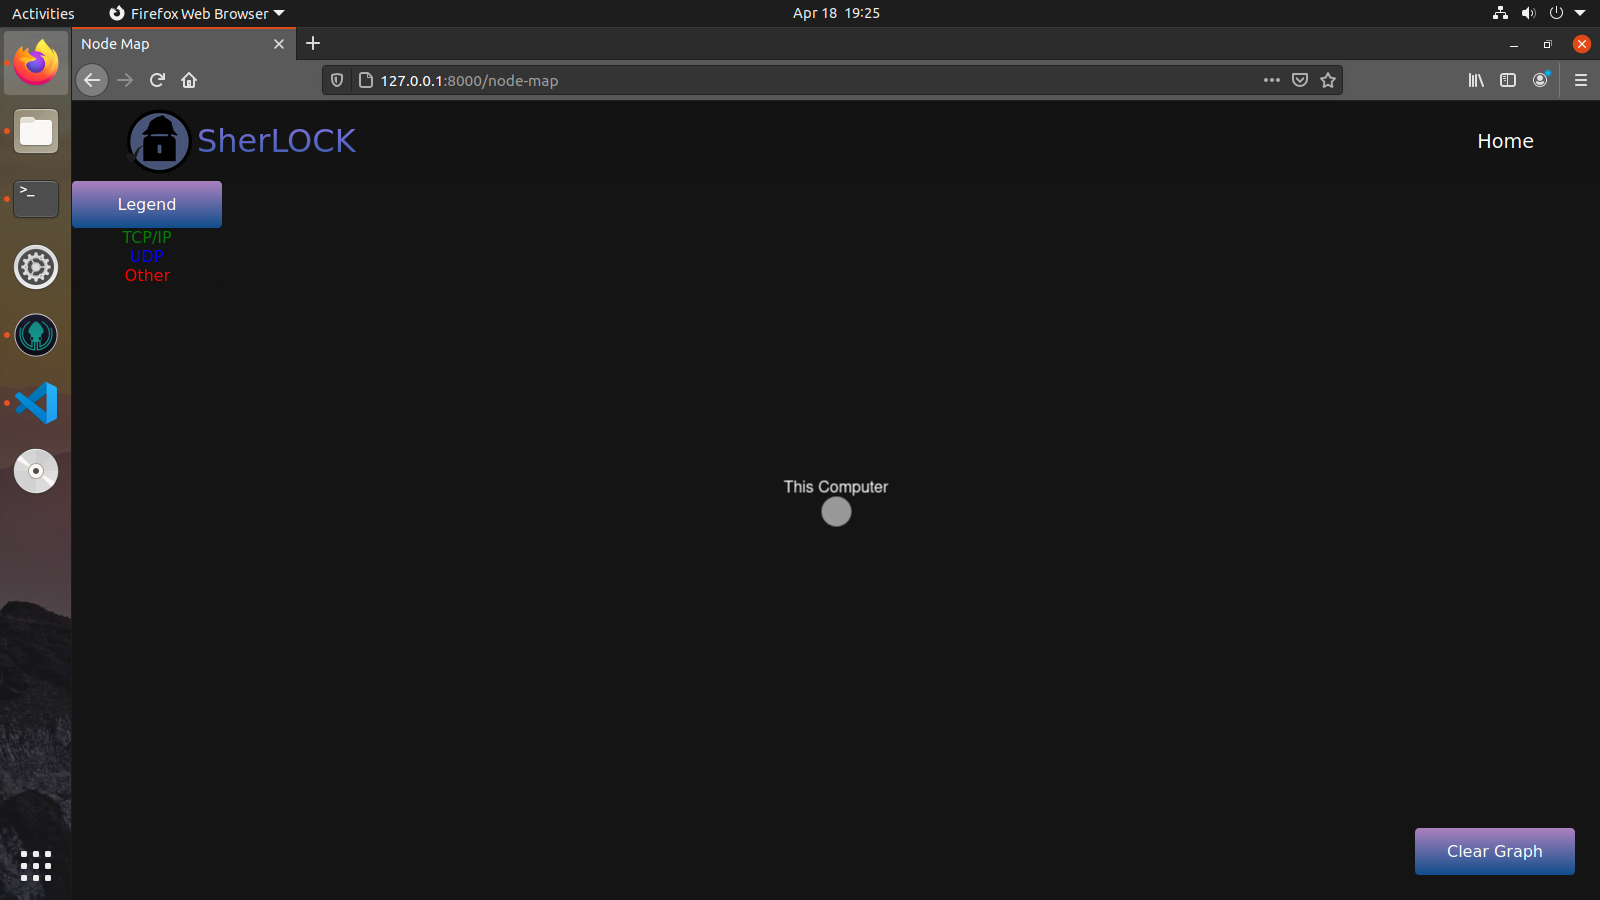 Activities
Firefox Web Browser
Apr 18 19:25
Node Map
127.0.0.1:8000/node-map
SherLOCK
Home
Legend
TCP/IP
UDP
Other
>_
This Computer
Clear Graph